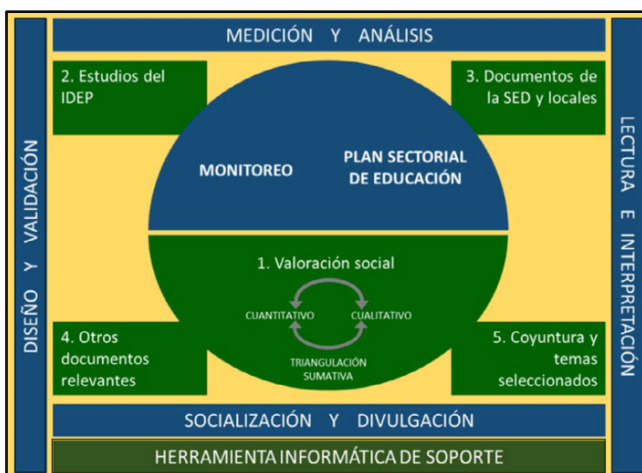 MEDICIÓN Y ANÁLISIS
DISEÑO Y VALIDACIÓN
2. Estudios del
IDEP
3. Documentos de
la SED y locales
LECTURA E INTERPRETACIÓN
MONITOREO
PLAN SECTORIAL
DE EDUCACIÓN
1. Valoración social
CUANTITATIVO
CUALITATIVO
TRIANGULACIÓN
SUMATIVA
4. Otros
documentos
relevantes
5. Coyuntura y
temas
seleccionados
SOCIALIZACIÓN Y DIVULGACIÓN
HERRAMIENTA INFORMÁTICA DE SOPORTE